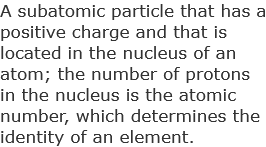 A subatomic particle that has a
positive charge and that is
located in the nucleus of an
atom; the number of protons
in the nucleus is the atomic
number, which determines the
identity of an element.